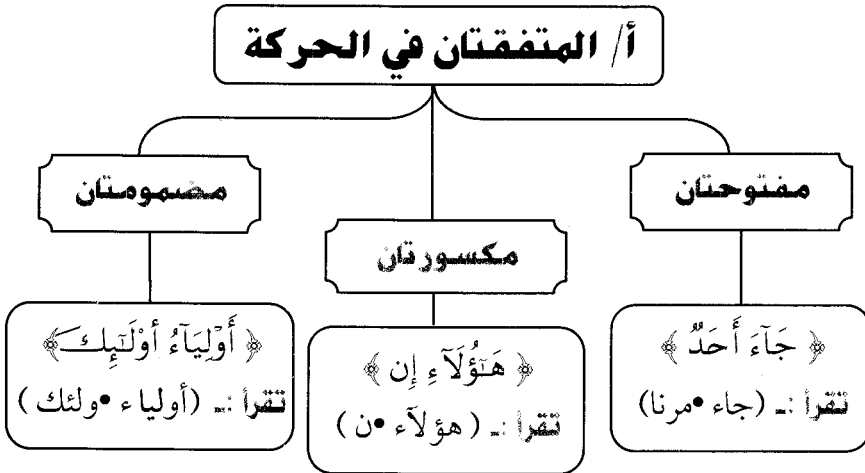 أ/ المتفقتان في الحركة
مفتوحتان
﴿ جَآءَ أَحَدٌ ﴾
تقرأ :ـ (جاء •مرنا)
مكسورتان
﴿ هَـٰٓؤُلَآءِ إِن ﴾
تقرأ :ـ ( هؤلآء •ن )
مضمومتان
﴿ أَوْلِيَآءُ أُوْلَـٰٓئِكَ ﴾
تقرأ :ـ (أولياء •ولئك )